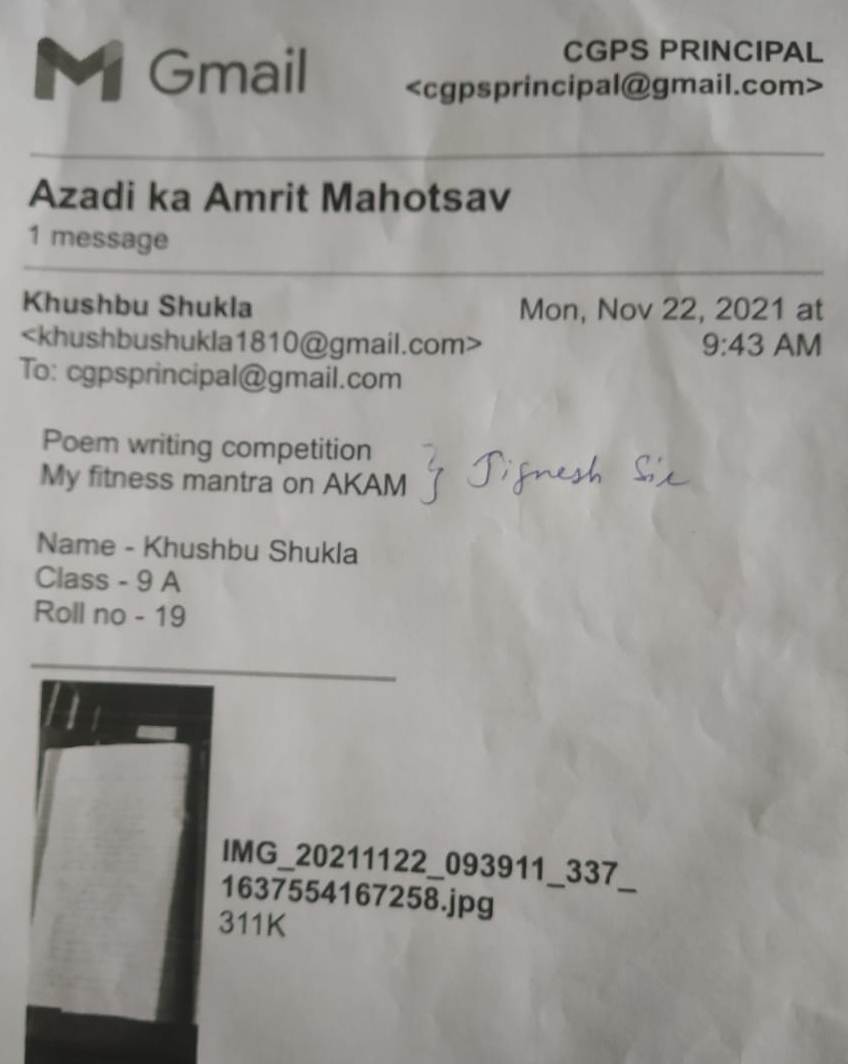 Gmail
CGPS PRINCIPAL
<cgpsprincipal@gmail.com>
Azadi ka Amrit Mahotsav
1 message
Khushbu Shukla
<khushbushukla1810@gmail.com>
Mon, Nov 22, 2021 at
9:43 AM
To: cgpsprincipal@gmail.com
Poem writing competition
My fitness mantra on AKAM } Jignesh Sir
Name - Khushbu Shukla
Class - 9 A
Roll no - 19
IMG_20211122_093911_337_
1637554167258.jpg
311K